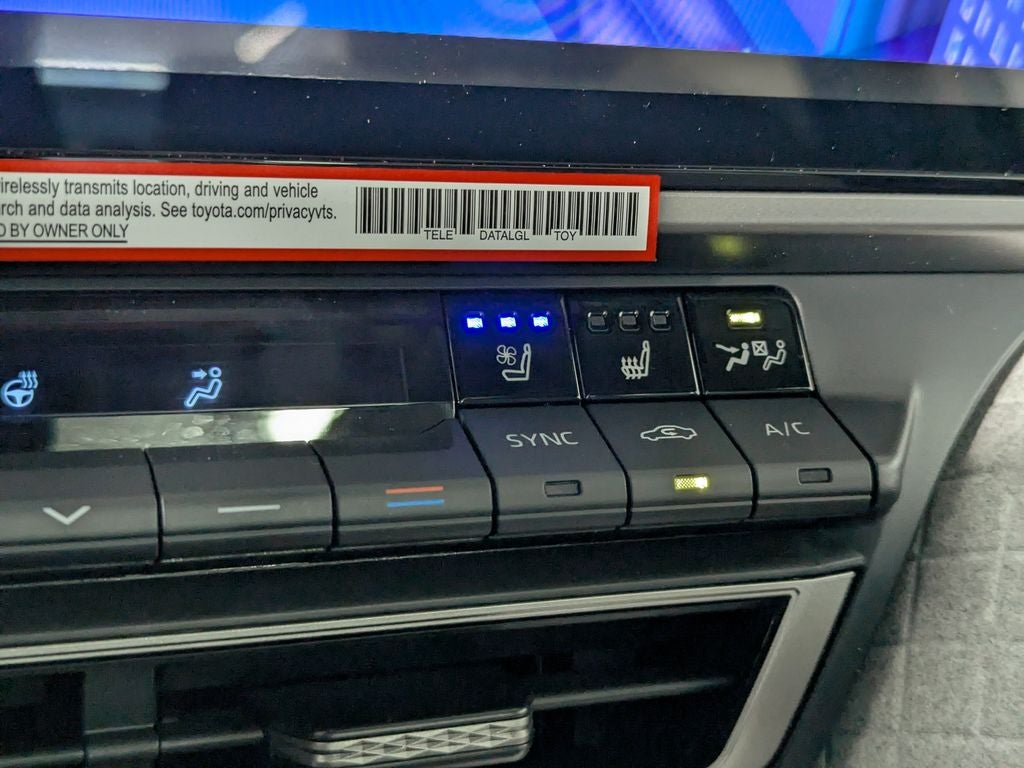 wirelessly transmits location, driving and vehicle
rch and data analysis. See toyota.com/privacyvts.
D BY OWNER ONLY
TELE DATALGL TOY
SYNC
A/C